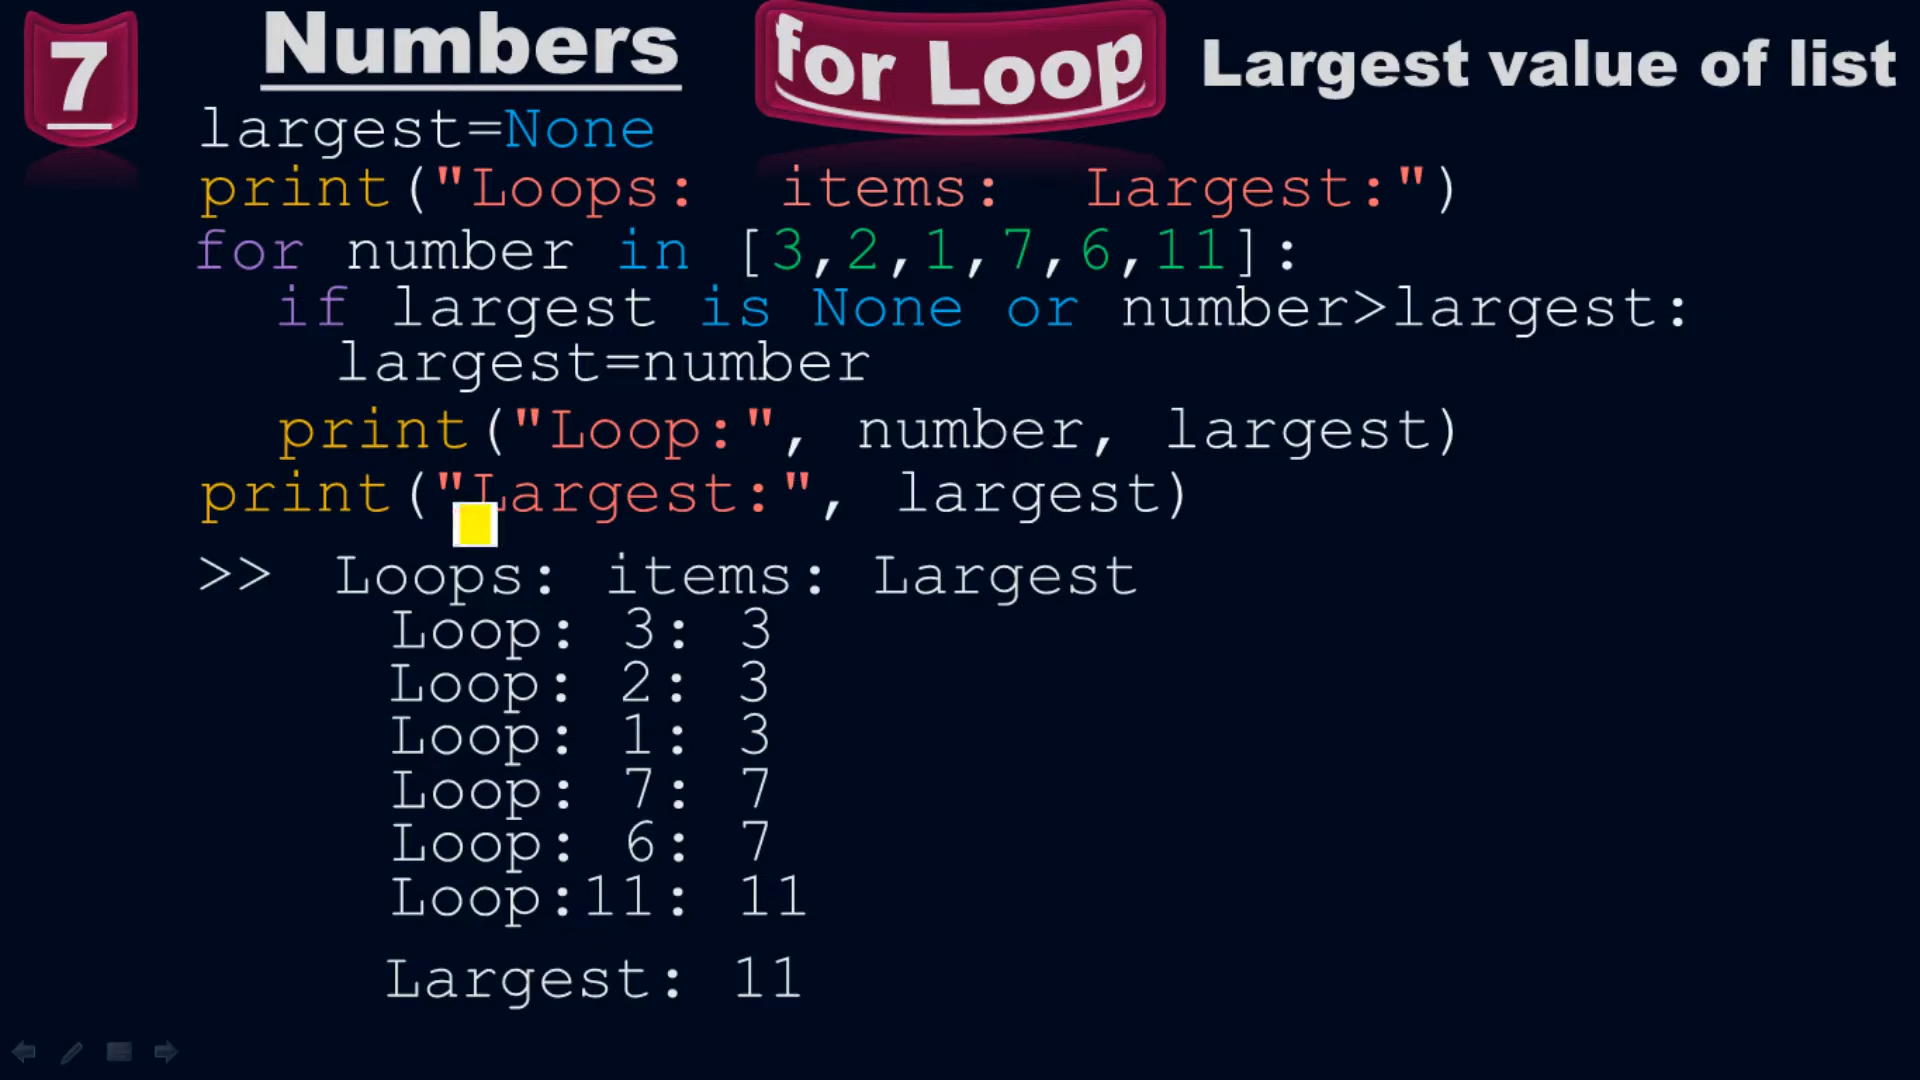 7 Numbers for Loop Largest value of list
largest=None
print("Loops: items: Largest:")
for number in [3,2,1,7,6,11]:
if largest is None or number>largest:
largest=number
print("Loop:", number, largest)
print("Largest:", largest)
>> Loops: items: Largest
Loop: 3: 3
Loop: 2: 3
Loop: 1: 3
Loop: 7: 7
Loop: 6: 7
Loop:11: 11
Largest: 11